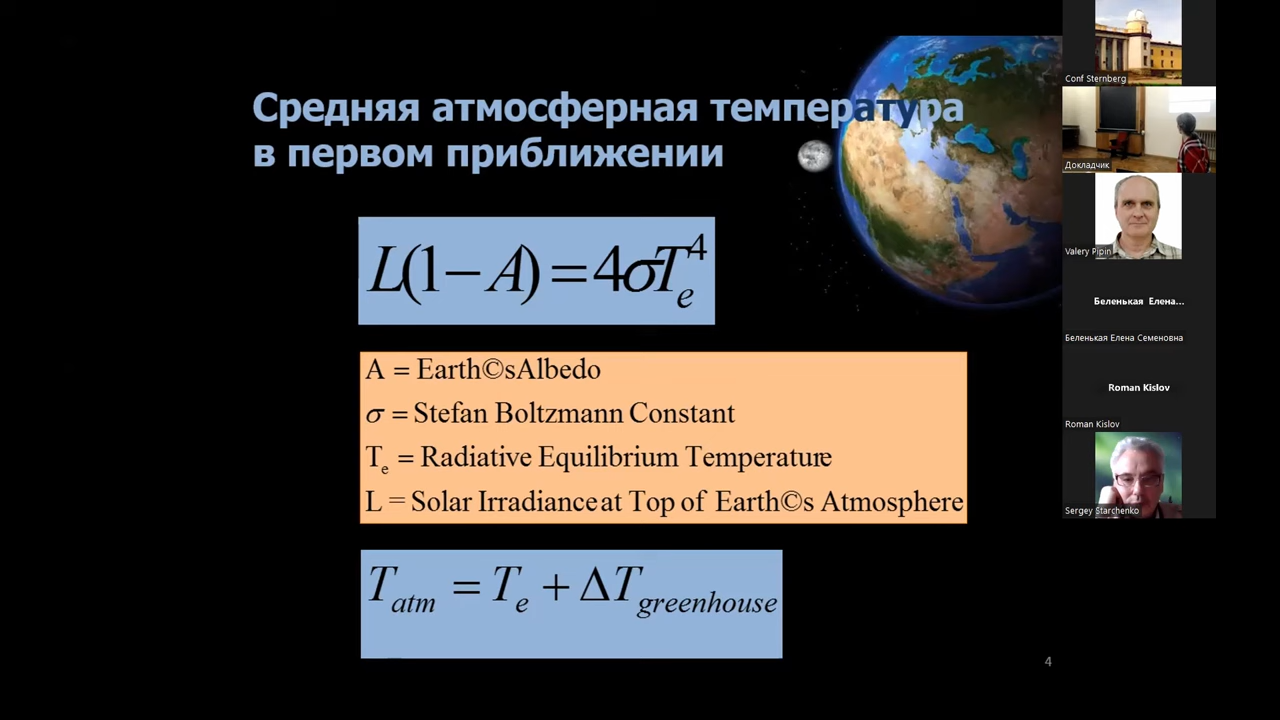 Средняя атмосферная температура
в первом приближении
L(1−A)=4σT_e^4
A = Earth©sAlbedo
σ = Stefan Boltzmann Constant
T_e = Radiative Equilibrium Temperature
L = Solar Irradiance at Top of Earth©s Atmosphere
T_atm = T_e + ΔT_greenhouse
4
Conf Sternberg
Докладчик
Valery Pipin
Беленькая Елена...
Беленькая Елена Семеновна
Roman Kislov
Roman Kislov
Sergey Starchenko